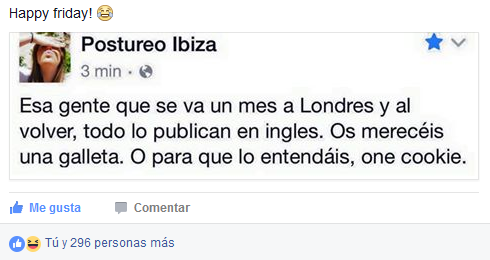 Happy friday! 😂
Postureo Ibiza
3 min ·
Esa gente que se va un mes a Londres y al
volver, todo lo publican en ingles. Os merecéis
una galleta. O para que lo entendáis, one cookie.
Me gusta Comentar
Tú y 296 personas más